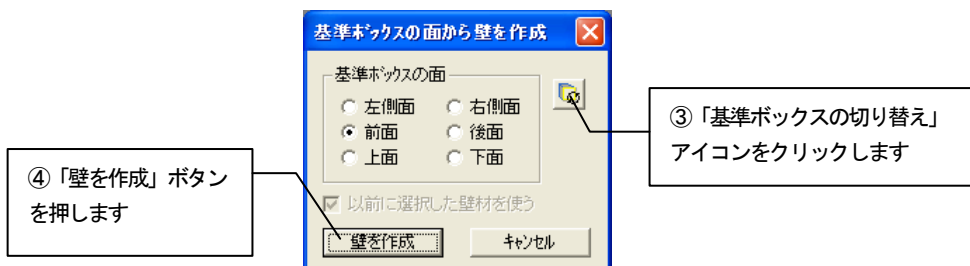 基準ﾎﾞｯｸｽの面から壁を作成
基準ﾎﾞｯｸｽの面
左側面 右側面
前面 後面
上面 下面
以前に選択した壁材を使う
壁を作成 ｷｬﾝｾﾙ
③「基準ボックスの切り替え」
アイコンをクリックします
④「壁を作成」ボタン
を押します